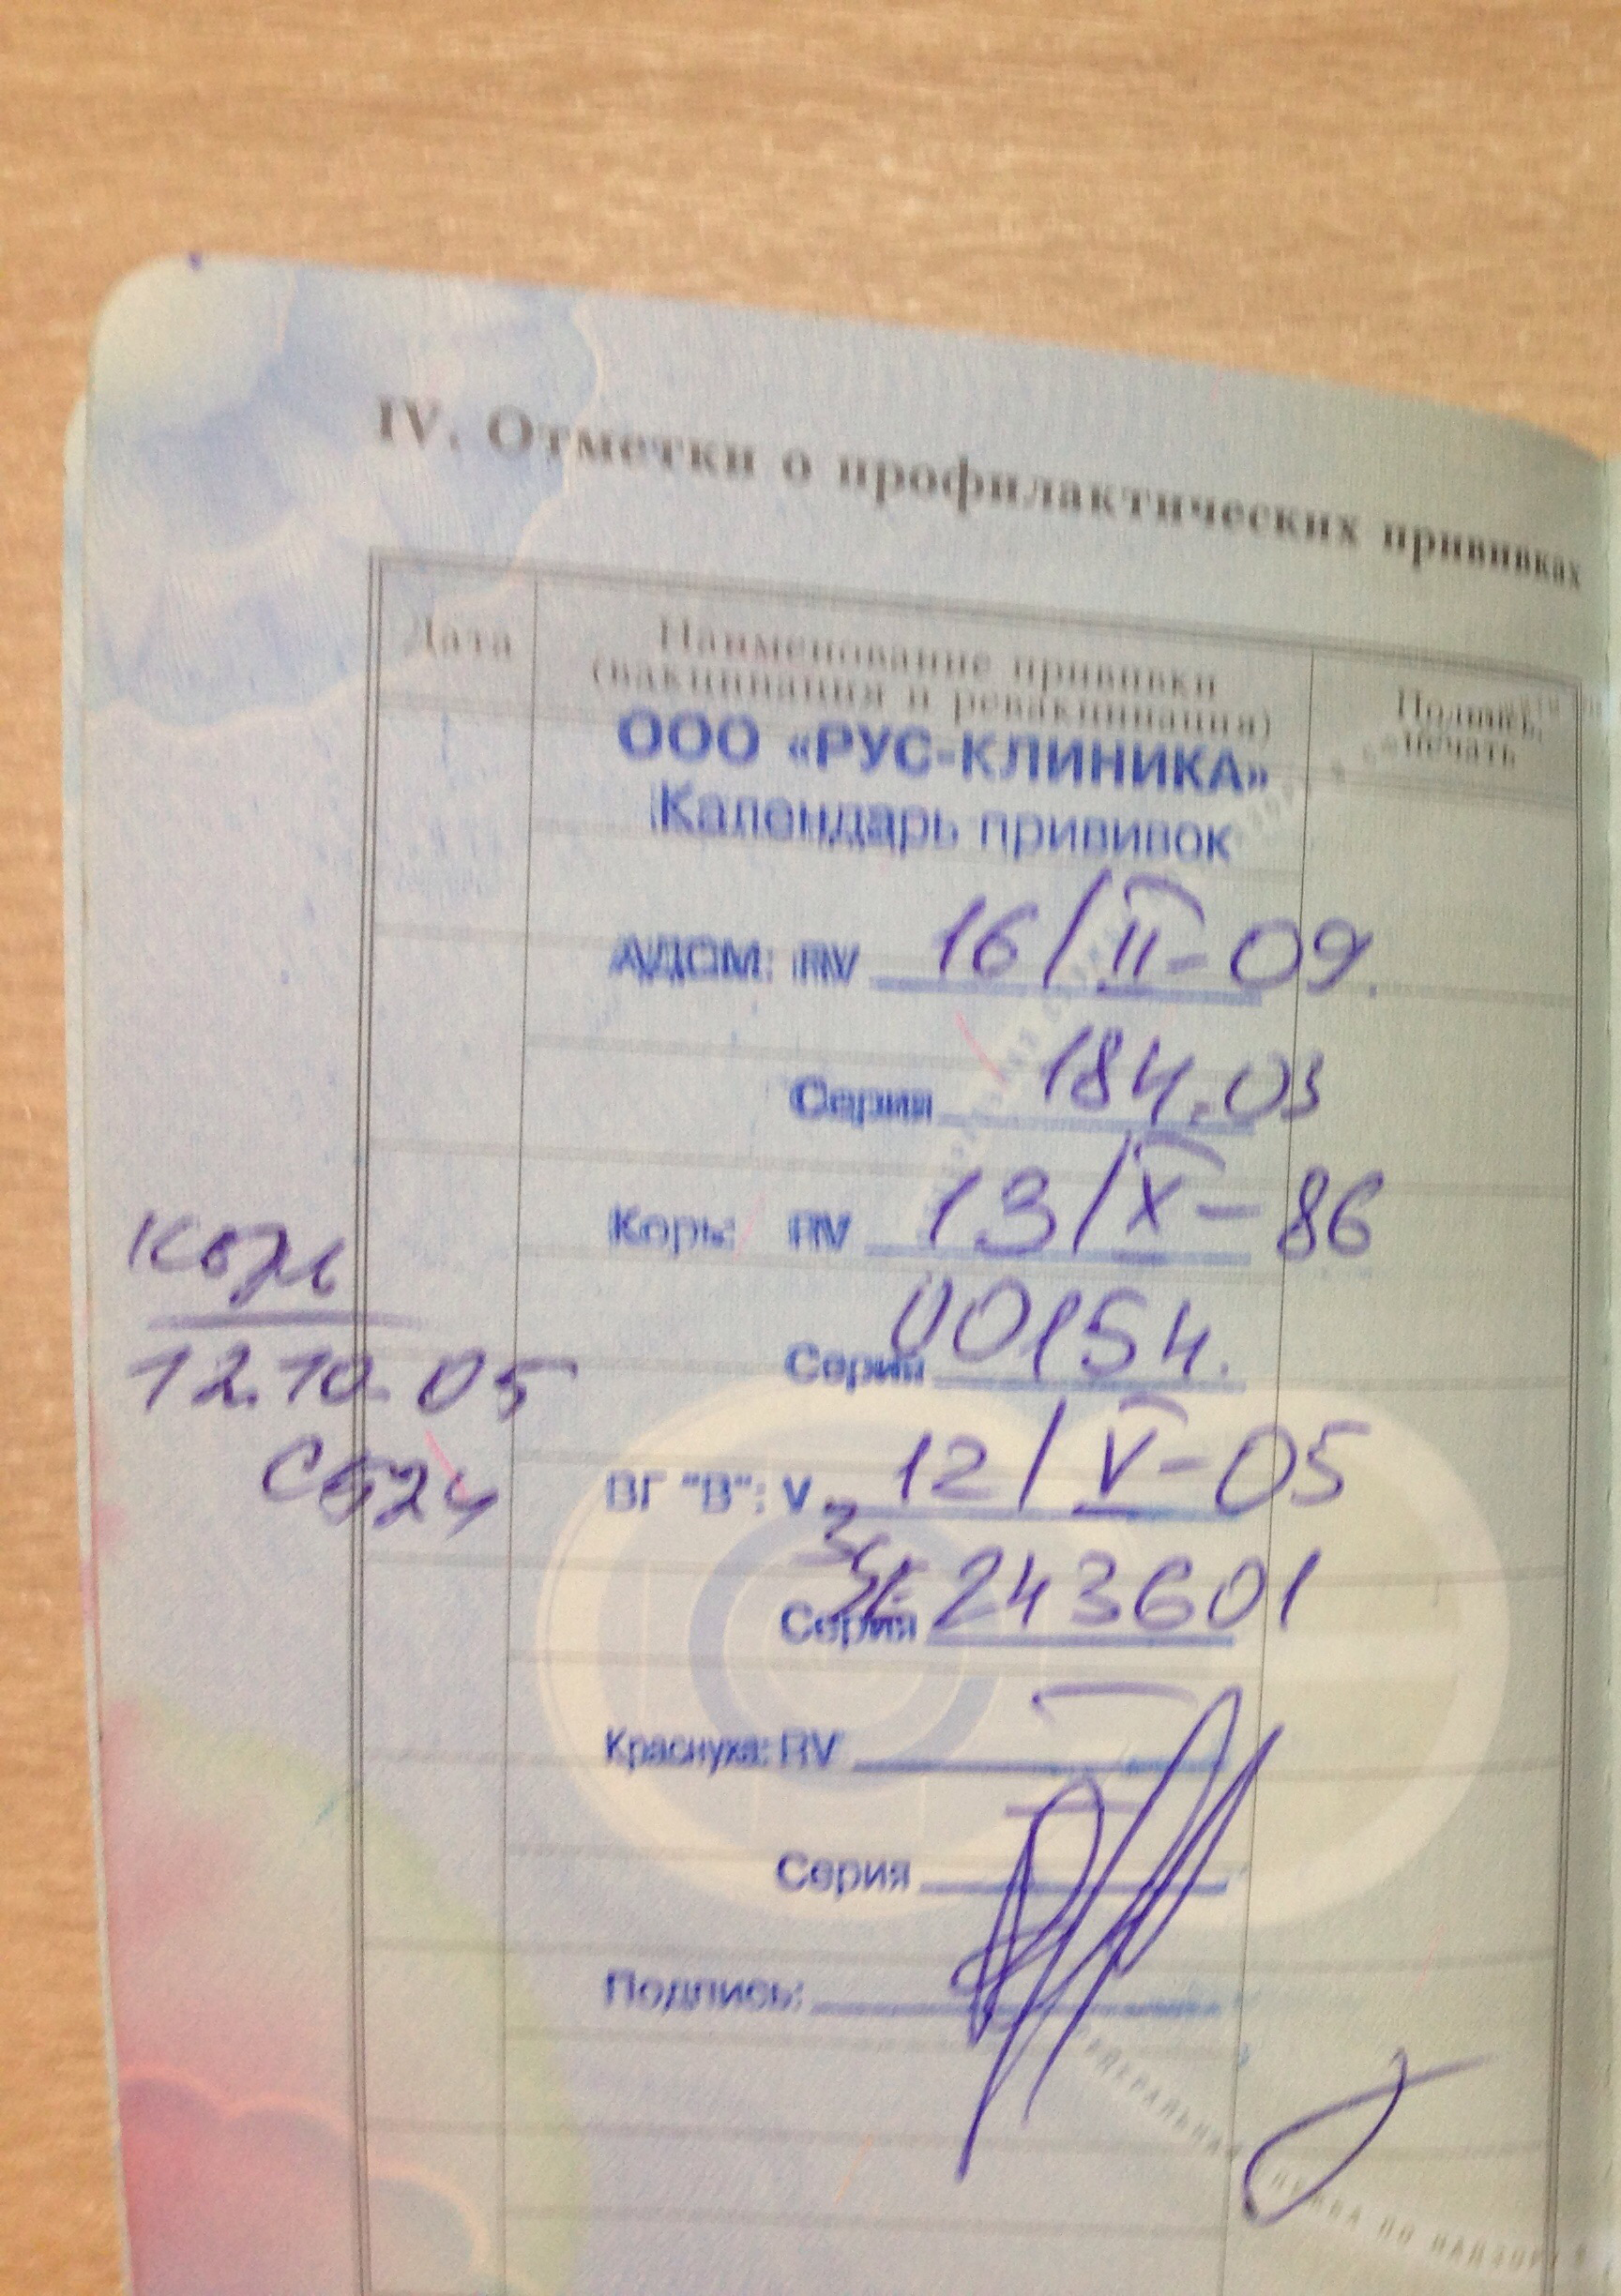 IV. Отметки о профилактических прививках
Дата
Наименование прививки
(вакцинация и ревакцинация)
Подпись,
печать
ООО «РУС-КЛИНИКА»
Календарь прививок
АДСМ: RV 16/II-09.
Серия 184.03
Корь: RV 13/X-86
Серия 00154.
12.10.05
С524
ВГ "В": V 12/V-05
Серия 243601
Краснуха: RV
Серия
Подпись: